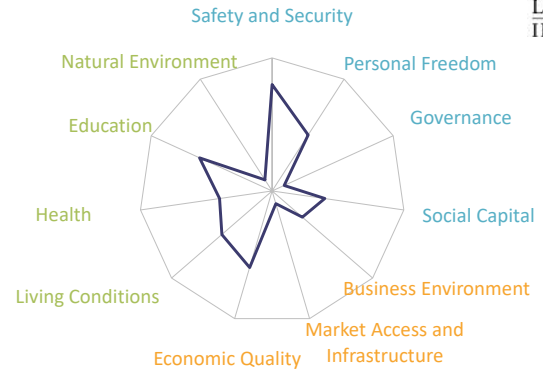 Safety and Security
Natural Environment
Personal Freedom
Education
Governance
Health
Social Capital
Living Conditions
Business Environment
Market Access and
Infrastructure
Economic Quality